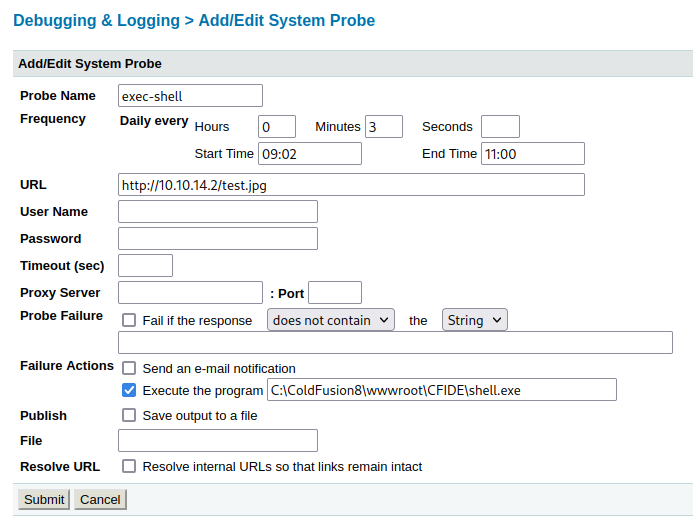 Debugging & Logging > Add/Edit System Probe
Add/Edit System Probe
Probe Name exec-shell
Frequency Daily every Hours 0 Minutes 3 Seconds
Start Time 09:02 End Time 11:00
URL http://10.10.14.2/test.jpg
User Name
Password
Timeout (sec)
Proxy Server : Port
Probe Failure Fail if the response does not contain the String
Failure Actions Send an e-mail notification
Execute the program C:\ColdFusion8\wwwroot\CFIDE\shell.exe
Publish Save output to a file
File
Resolve URL Resolve internal URLs so that links remain intact
Submit Cancel